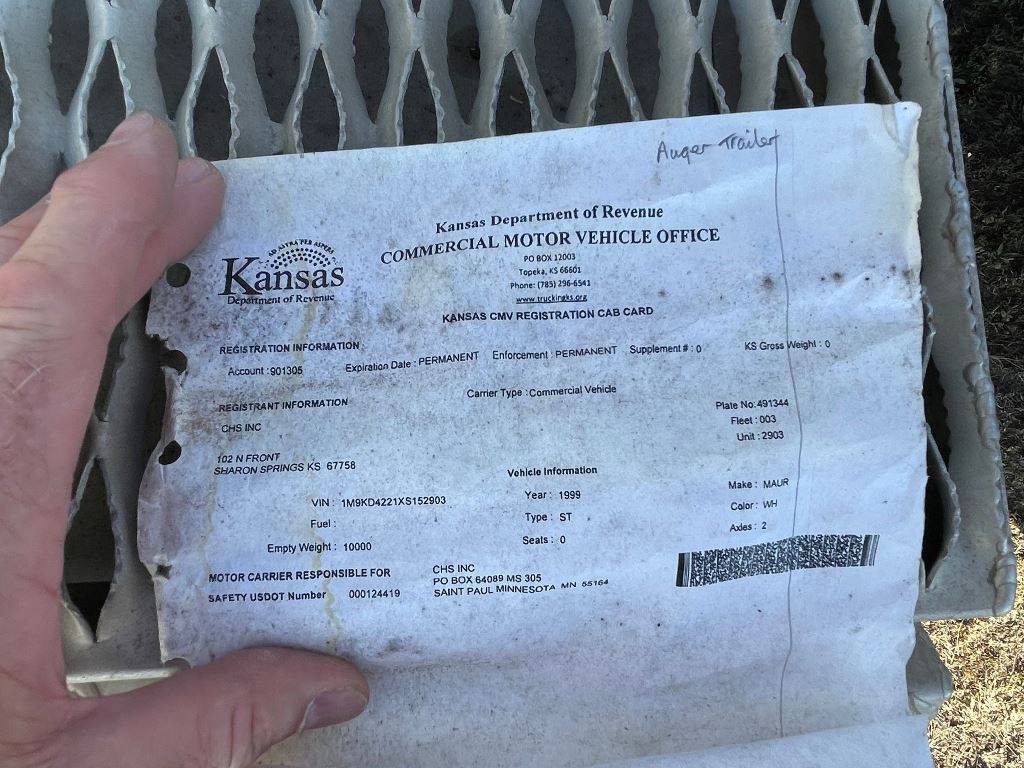 Auger Trailer
Kansas Department of Revenue
COMMERCIAL MOTOR VEHICLE OFFICE
PO BOX 12003
Topeka, KS 66601
Phone: (785) 296-6541
www.truckingks.org
KANSAS CMV REGISTRATION CAB CARD
AD ASTRA PER ASPERA
Kansas
Department of Revenue
REGISTRATION INFORMATION :
Account : 901305 Expiration Date : PERMANENT Enforcement : PERMANENT Supplement # : 0 KS Gross Weight : 0
Carrier Type : Commercial Vehicle
REGISTRANT INFORMATION
CHS INC
Plate No: 491344
Fleet : 003
Unit : 2903
102 N FRONT
SHARON SPRINGS KS 67758
Vehicle Information
VIN : 1M9KD4221XS152903 Year : 1999 Make : MAUR
Fuel : Type : ST Color : WH
Empty Weight : 10000 Seats : 0 Axles : 2
MOTOR CARRIER RESPONSIBLE FOR
SAFETY USDOT Number 000124419
CHS INC
PO BOX 64089 MS 305
SAINT PAUL MINNESOTA MN 55164